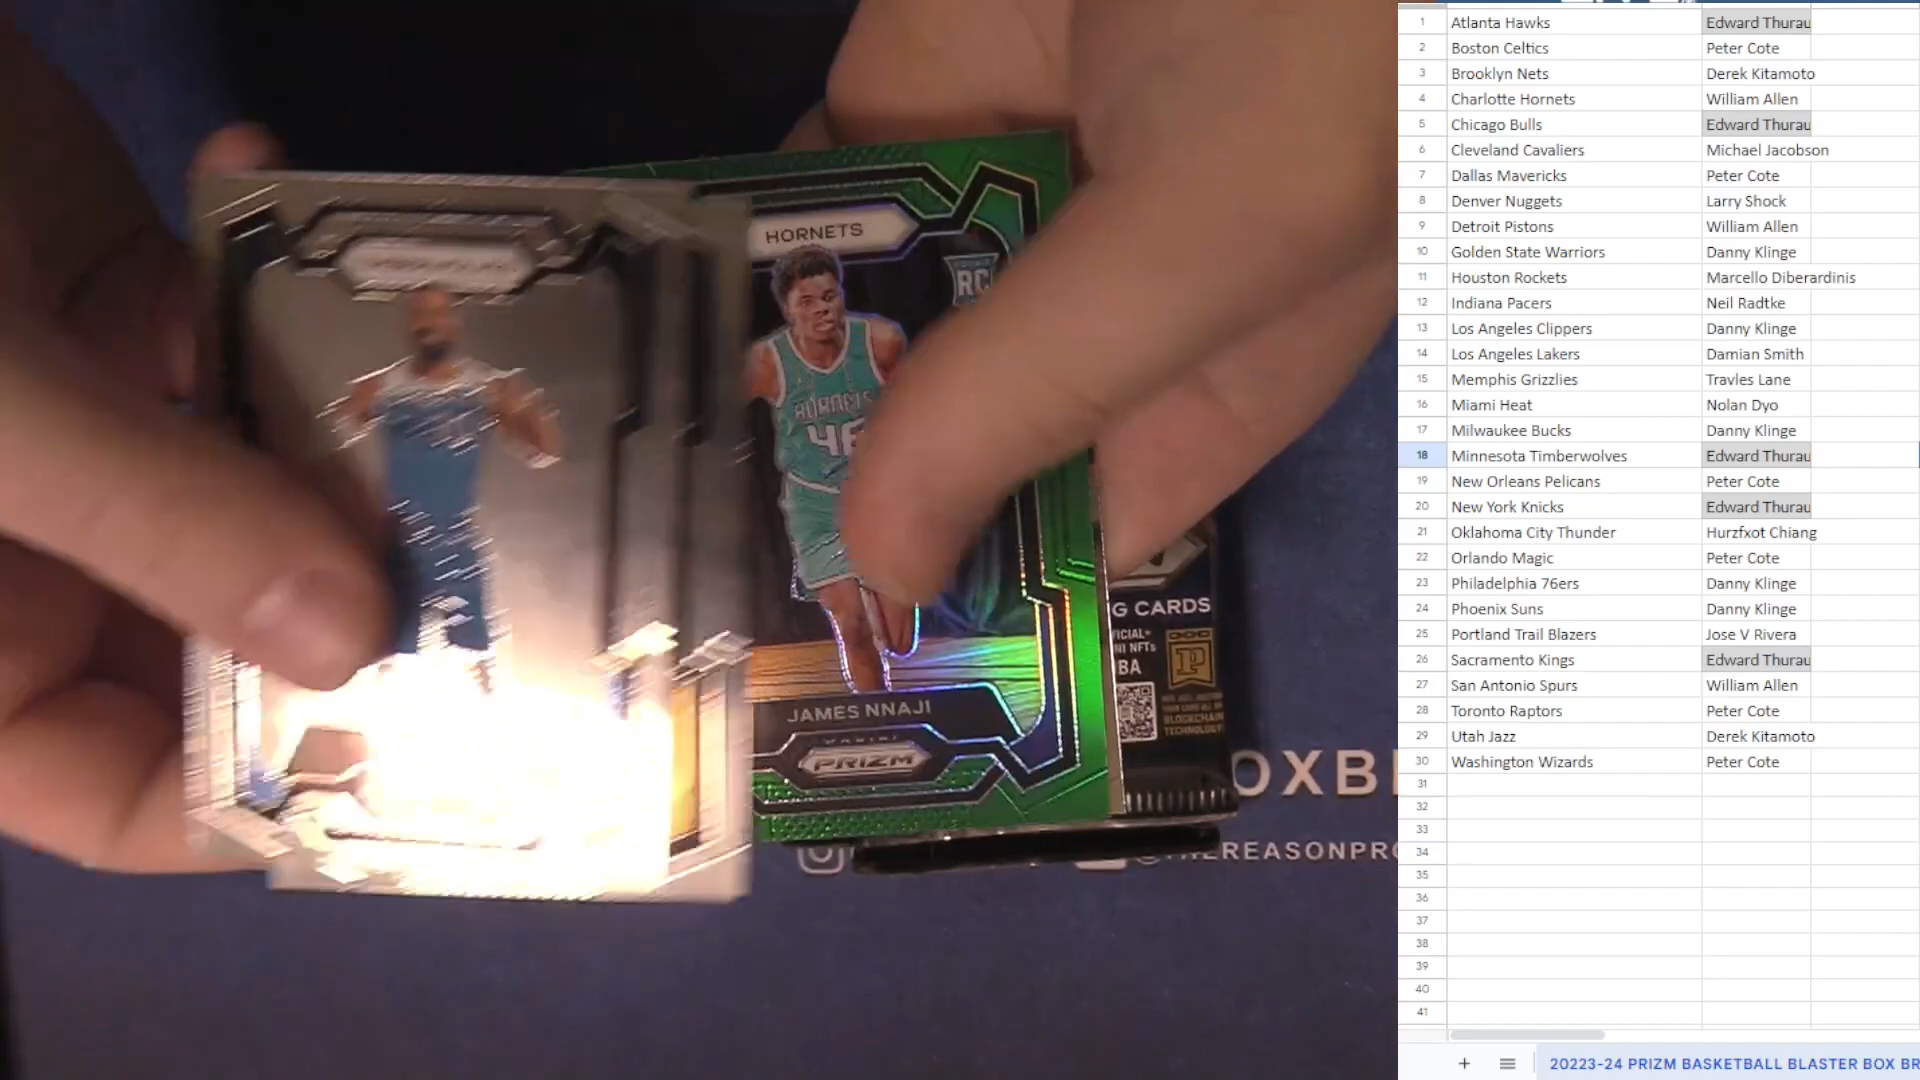 HORNETS
RC
HORNETS
JAMES NNAJI
PANINI
PRIZM
G CARDS
FICIAL
NI NFTs
BA
P
BLOCKCHAIN
TECHNOLOGY
OXB
REASONPR
1 Atlanta Hawks Edward Thurau
2 Boston Celtics Peter Cote
3 Brooklyn Nets Derek Kitamoto
4 Charlotte Hornets William Allen
5 Chicago Bulls Edward Thurau
6 Cleveland Cavaliers Michael Jacobson
7 Dallas Mavericks Peter Cote
8 Denver Nuggets Larry Shock
9 Detroit Pistons William Allen
10 Golden State Warriors Danny Klinge
11 Houston Rockets Marcello Diberardinis
12 Indiana Pacers Neil Radtke
13 Los Angeles Clippers Danny Klinge
14 Los Angeles Lakers Damian Smith
15 Memphis Grizzlies Travles Lane
16 Miami Heat Nolan Dyo
17 Milwaukee Bucks Danny Klinge
18 Minnesota Timberwolves Edward Thurau
19 New Orleans Pelicans Peter Cote
20 New York Knicks Edward Thurau
21 Oklahoma City Thunder Hurzfxot Chiang
22 Orlando Magic Peter Cote
23 Philadelphia 76ers Danny Klinge
24 Phoenix Suns Danny Klinge
25 Portland Trail Blazers Jose V Rivera
26 Sacramento Kings Edward Thurau
27 San Antonio Spurs William Allen
28 Toronto Raptors Peter Cote
29 Utah Jazz Derek Kitamoto
30 Washington Wizards Peter Cote
31
32
33
34
35
36
37
38
39
40
41
20223-24 PRIZM BASKETBALL BLASTER BOX BR